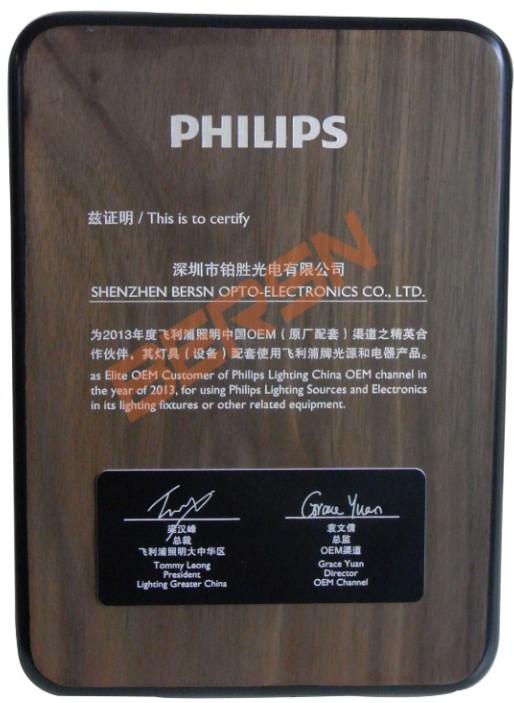 PHILIPS
兹证明 / This is to certify
深圳市铂胜光电有限公司
SHENZHEN BERSN OPTO-ELECTRONICS CO., LTD.
为2013年度飞利浦照明中国OEM（原厂配套）渠道之精英合
作伙伴，其灯具（设备）配套使用飞利浦牌光源和电器产品。
as Elite OEM Customer of Philips Lighting China OEM channel in
the year of 2013, for using Philips Lighting Sources and Electronics
in its lighting fixtures or other related equipment.
BERSN
Grace Yuan
梁汉峰
总裁
飞利浦照明大中华区
Tommy Leong
President
Lighting Greater China
袁文倩
总监
OEM渠道
Grace Yuan
Director
OEM Channel